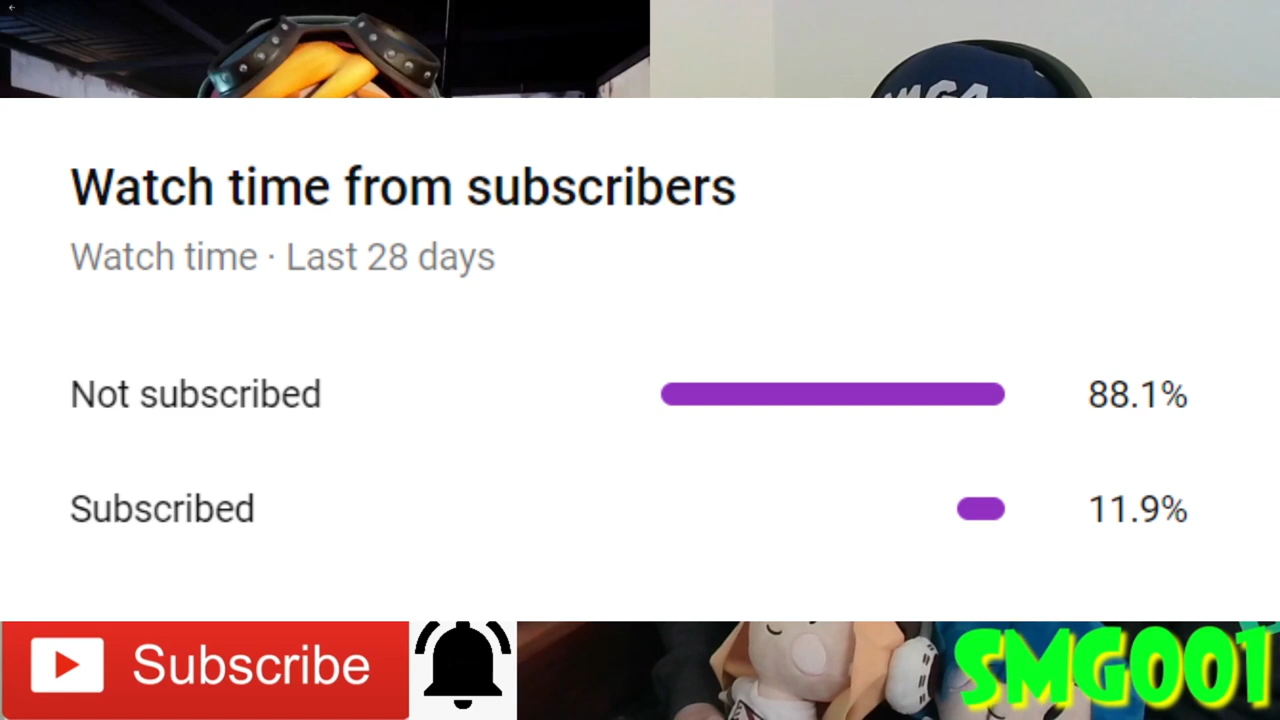 Watch time from subscribers
Watch time · Last 28 days
Not subscribed 88.1%
Subscribed 11.9%
Subscribe
SMG001